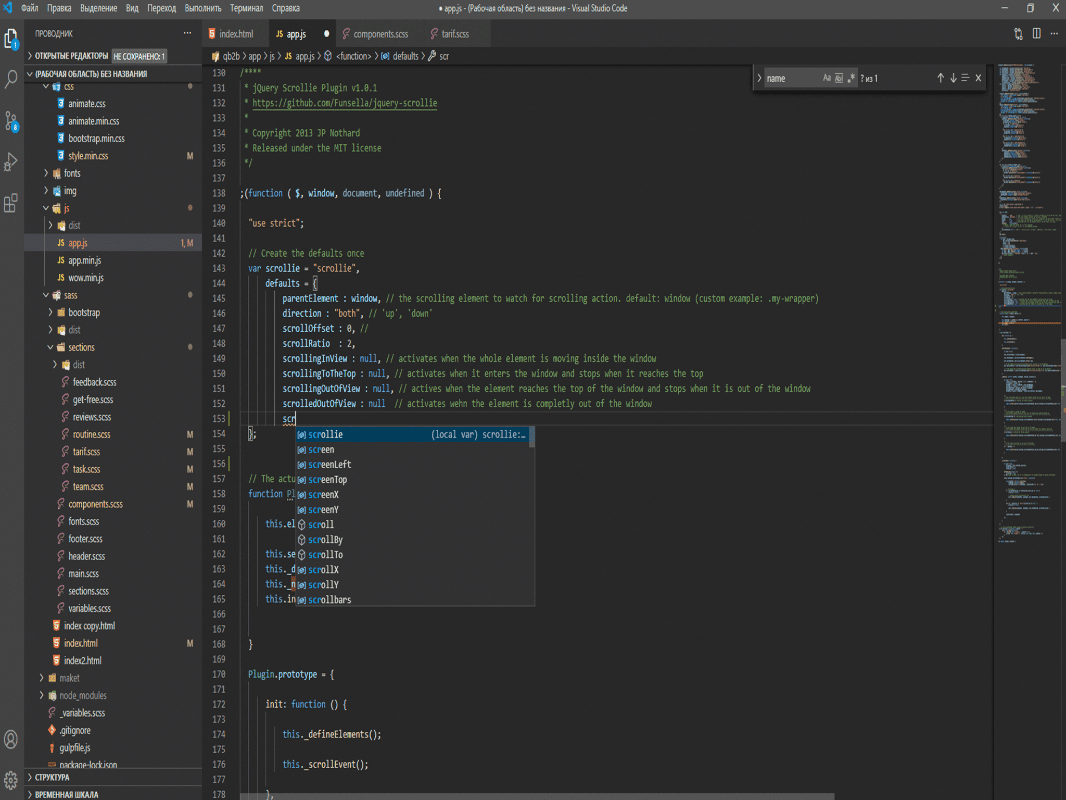 Файл Правка Выделение Вид Переход Выполнить Терминал Справка
● app.js - (Рабочая область) без названия - Visual Studio Code
ПРОВОДНИК
···
index.html
JS app.js ●
components.scss
tarif.scss
ОТКРЫТЫЕ РЕДАКТОРЫ НЕ СОХРАНЕНО: 1
qb2b > app > js > JS app.js > <function> > defaults > scr
(РАБОЧАЯ ОБЛАСТЬ) БЕЗ НАЗВАНИЯ
css
animate.css
animate.min.css
bootstrap.min.css
style.min.css M
fonts
img
js
dist
JS app.js 1, M
JS app.min.js
JS wow.min.js
sass
bootstrap
dist
sections
dist
feedback.scss
get-free.scss
reviews.scss
routine.scss M
tarif.scss M
task.scss M
team.scss M
components.scss M
fonts.scss
footer.scss
header.scss
main.scss
sections.scss
variables.scss
index copy.html
index.html M
index2.html
maket
node_modules
_variables.scss
.gitignore
gulpfile.js
package-lock.json
СТРУКТУРА
ВРЕМЕННАЯ ШКАЛА
name Aa ? из 1
130 /****
131 * jQuery Scrollie Plugin v1.0.1
132 * https://github.com/Funsella/jquery-scrollie
133 *
134 * Copyright 2013 JP Nothard
135 * Released under the MIT license
136 */
137
138 ;(function ( $, window, document, undefined ) {
139
140 "use strict";
141
142 // Create the defaults once
143 var scrollie = "scrollie",
144 defaults = {
145 parentElement : window, // the scrolling element to watch for scrolling action. default: window (custom example: .my-wrapper)
146 direction : "both", // 'up', 'down'
147 scrollOffset : 0, //
148 scrollRatio : 2,
149 scrollingInView : null, // activates when the whole element is moving inside the window
150 scrollingToTheTop : null, // activates when it enters the window and stops when it reaches the top
151 scrollingOutOfView : null, // actives when the element reaches the top of the window and stops when it is out of the window
152 scrolledOutOfView : null // activates wehn the element is completly out of the window
153 scr
154 };
155
156
157 // The actu
158 function Pl
159
160 this.el
161
162 this.se
163 this._d
164 this._n
165 this.in
166
167
168 }
169
170 Plugin.prototype = {
171
172 init: function () {
173
174 this._defineElements();
175
176 this._scrollEvent();
177
178 },
scrollie (local var) scrollie:…
screen
screenLeft
screenTop
screenX
screenY
scroll
scrollBy
scrollTo
scrollX
scrollY
scrollbars